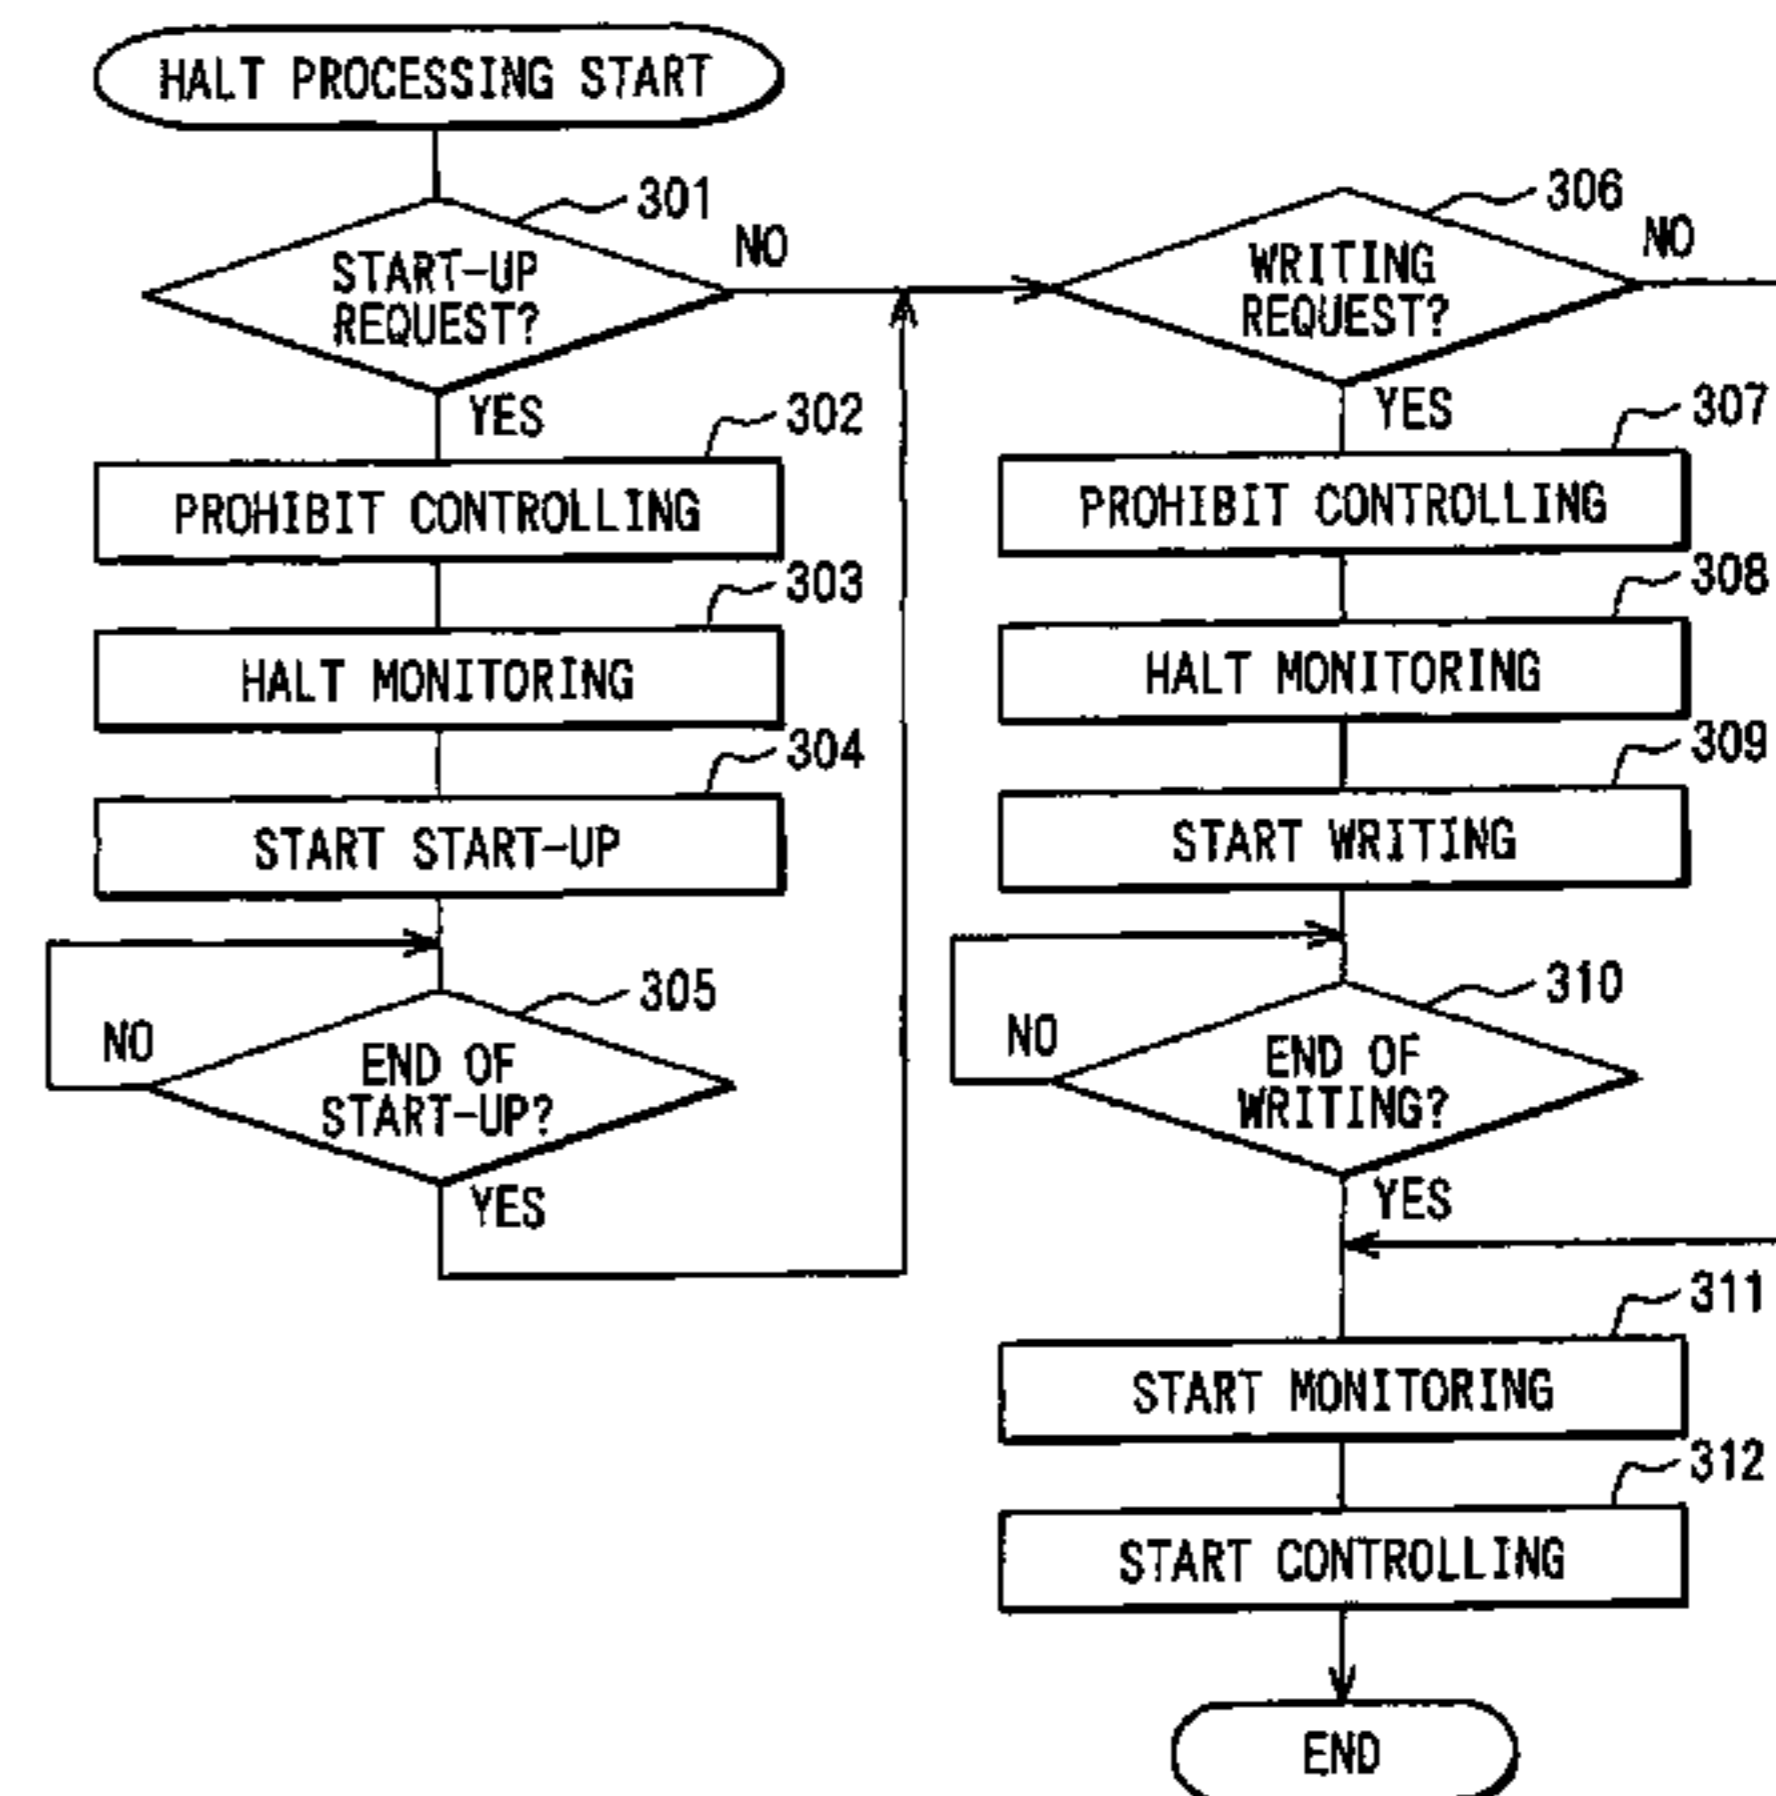 HALT PROCESSING START
301
START-UP
REQUEST?
NO
YES
302
PROHIBIT CONTROLLING
303
HALT MONITORING
304
START START-UP
305
NO
END OF
START-UP?
YES
306
WRITING
REQUEST?
NO
YES
307
PROHIBIT CONTROLLING
308
HALT MONITORING
309
START WRITING
310
NO
END OF
WRITING?
YES
311
START MONITORING
312
START CONTROLLING
END